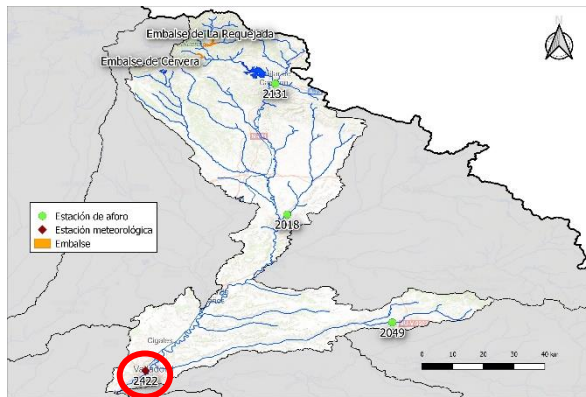 N
Embalse de La Requejada
Embalse de Cervera
2131
2018
Estación de aforo
Estación meteorológica
Embalse
2049
Cigales
2422
0 10 20 30 40 km